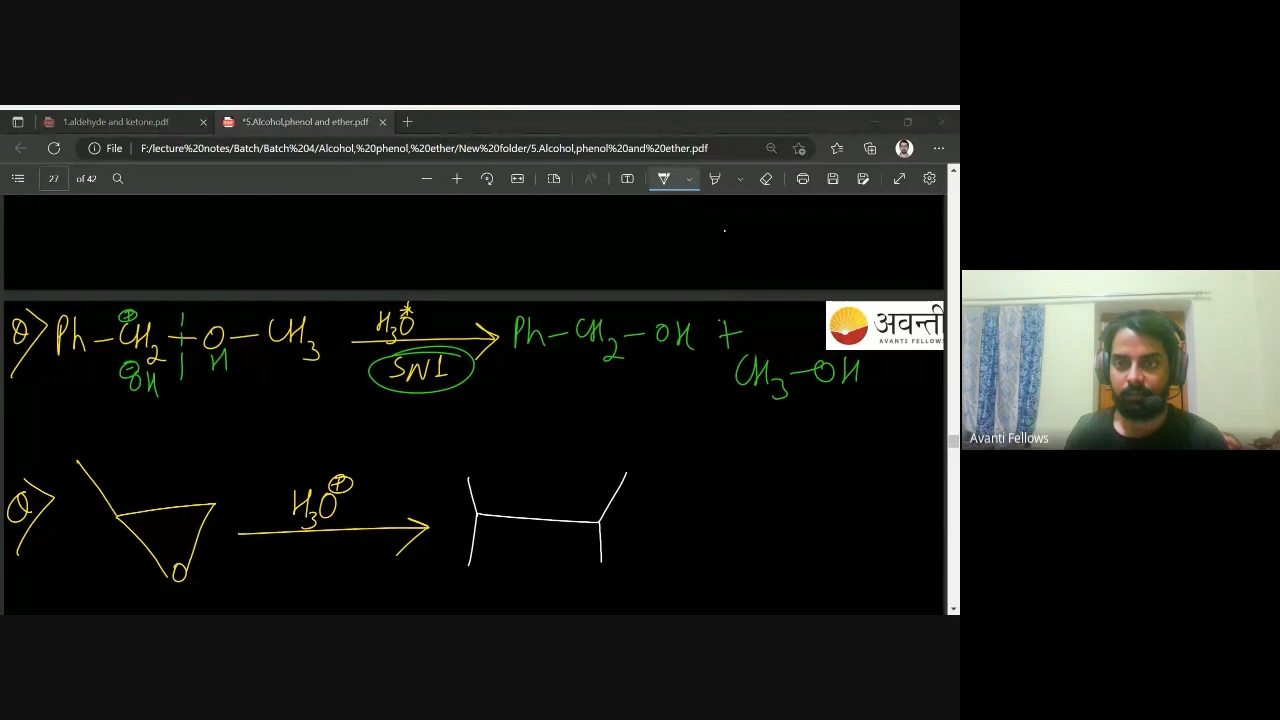 1.aldehyde and ketone.pdf
*5.Alcohol,phenol and ether.pdf
File
F:/lecture%20notes/Batch/Batch%204/Alcohol,%20phenol,%20ether/New%20folder/5.Alcohol,phenol%20and%20ether.pdf
27 of 42
Q> Ph-CH2-O-CH3 H3O+ Ph-CH2-OH +
⊕ H
⊖OH SN1 CH3-OH
अवन्ती
AVANTI FELLOWS
Q> O H3O⊕
Avanti Fellows